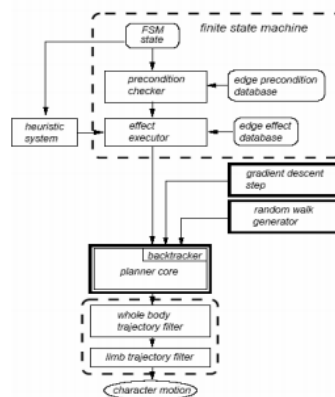 FSM
state
finite state machine
precondition
checker
edge precondition
database
heuristic
system
effect
executor
edge effect
database
gradient descent
step
random walk
generator
backtracker
planner core
whole body
trajectory filter
limb trajectory filter
character motion